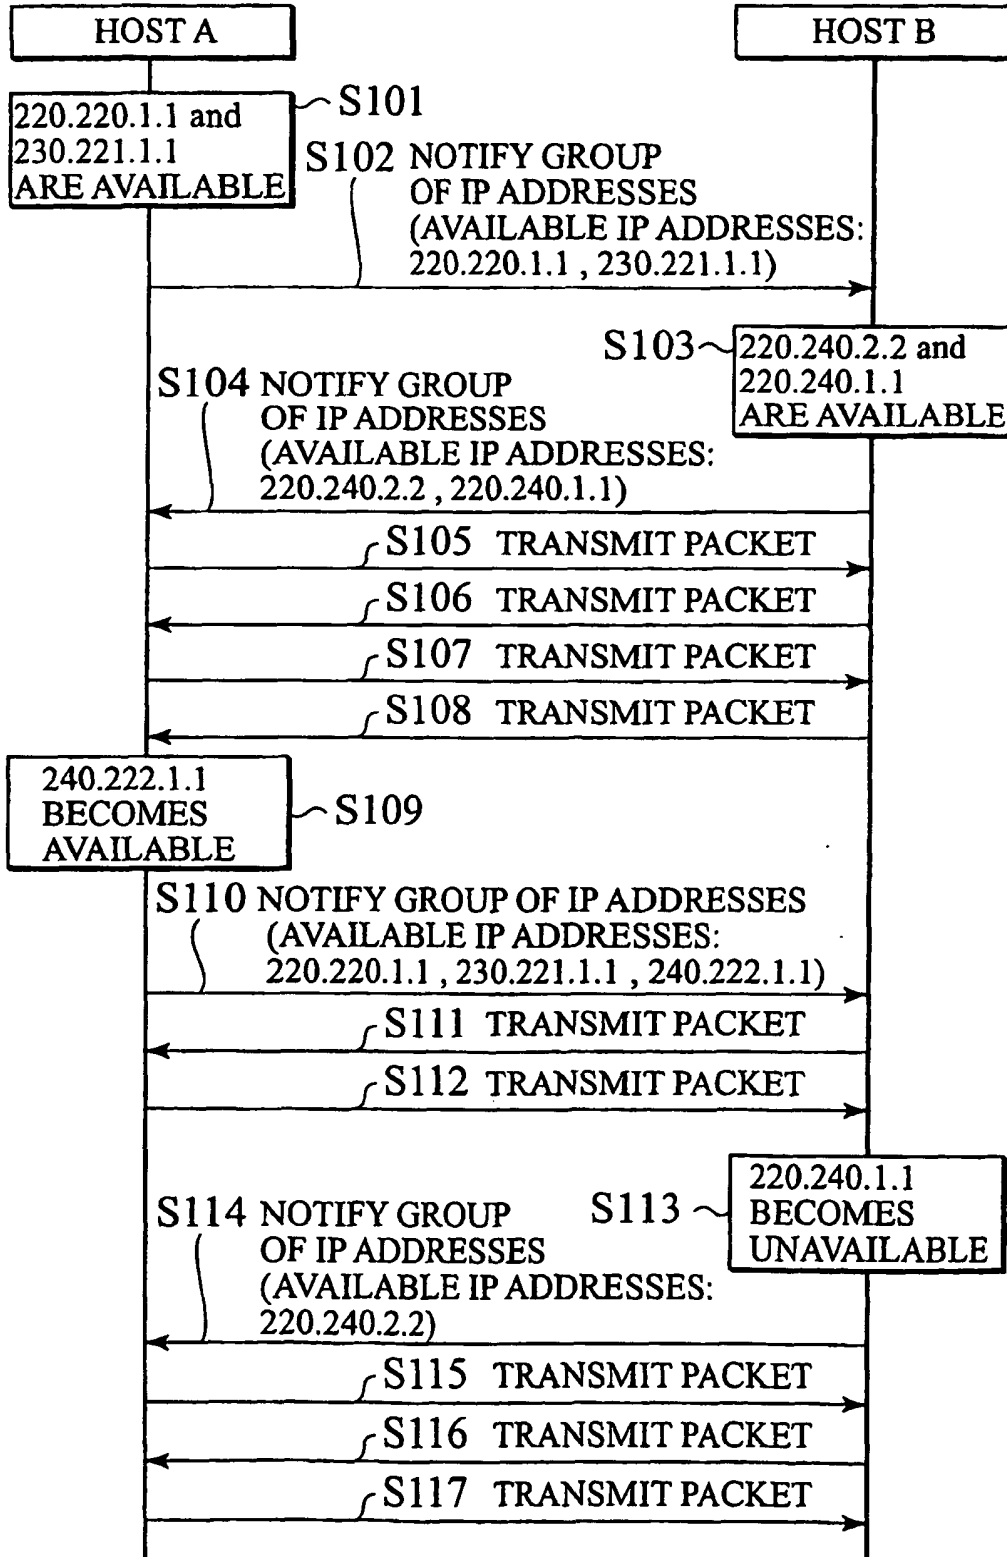 HOST A
HOST B
220.220.1.1 and
230.221.1.1
ARE AVAILABLE
S101
S102 NOTIFY GROUP
OF IP ADDRESSES
(AVAILABLE IP ADDRESSES:
220.220.1.1 , 230.221.1.1)
S103
220.240.2.2 and
220.240.1.1
ARE AVAILABLE
S104 NOTIFY GROUP
OF IP ADDRESSES
(AVAILABLE IP ADDRESSES:
220.240.2.2 , 220.240.1.1)
S105 TRANSMIT PACKET
S106 TRANSMIT PACKET
S107 TRANSMIT PACKET
S108 TRANSMIT PACKET
240.222.1.1
BECOMES
AVAILABLE
S109
S110 NOTIFY GROUP OF IP ADDRESSES
(AVAILABLE IP ADDRESSES:
220.220.1.1 , 230.221.1.1 , 240.222.1.1)
S111 TRANSMIT PACKET
S112 TRANSMIT PACKET
S113
220.240.1.1
BECOMES
UNAVAILABLE
S114 NOTIFY GROUP
OF IP ADDRESSES
(AVAILABLE IP ADDRESSES:
220.240.2.2)
S115 TRANSMIT PACKET
S116 TRANSMIT PACKET
S117 TRANSMIT PACKET